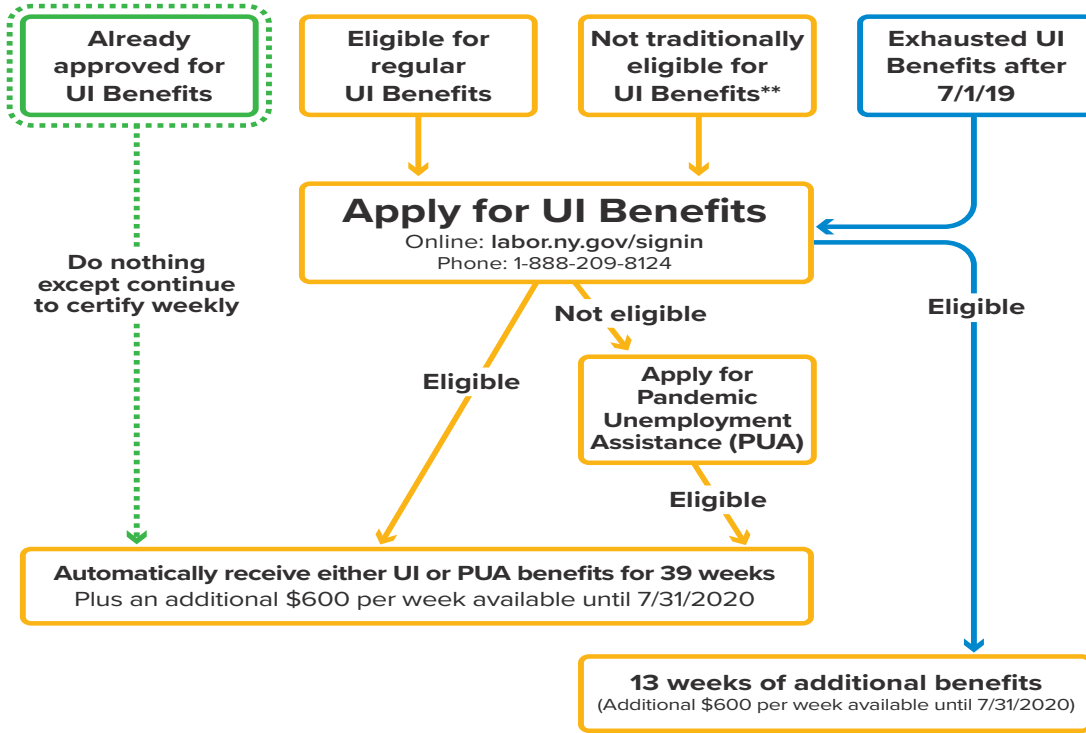 Already
approved for
UI Benefits
Eligible for
regular
UI Benefits
Not traditionally
eligible for
UI Benefits**
Exhausted UI
Benefits after
7/1/19
Apply for UI Benefits
Online: labor.ny.gov/signin
Phone: 1-888-209-8124
Do nothing
except continue
to certify weekly
Not eligible
Eligible
Eligible
Apply for
Pandemic
Unemployment
Assistance (PUA)
Eligible
Automatically receive either UI or PUA benefits for 39 weeks
Plus an additional $600 per week available until 7/31/2020
13 weeks of additional benefits
(Additional $600 per week available until 7/31/2020)